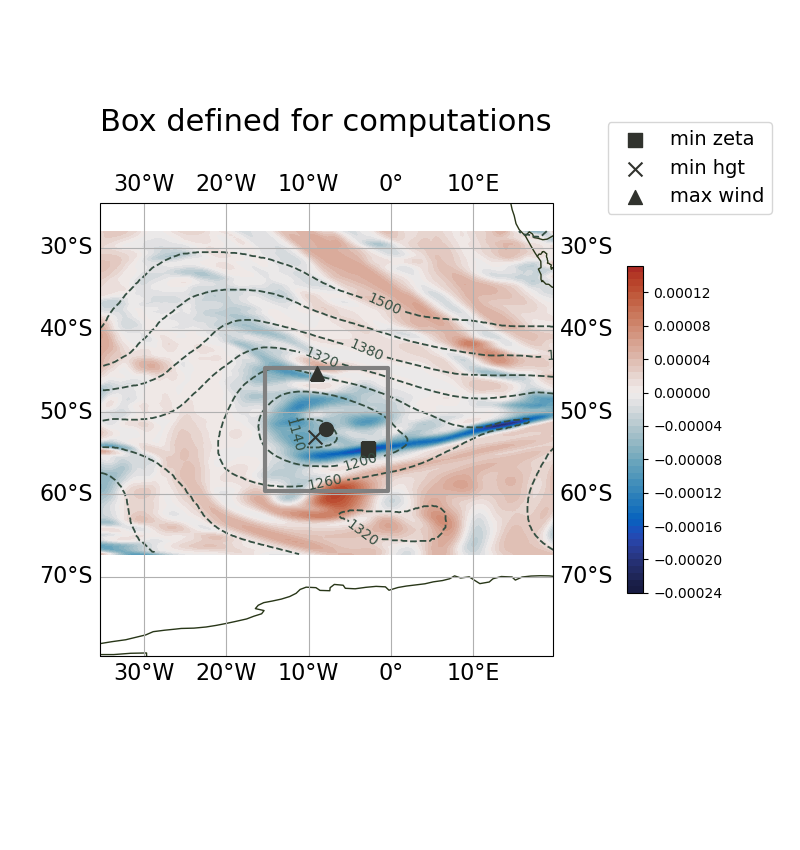 Box defined for computations
min zeta
min hgt
max wind
30°W 20°W 10°W 0° 10°E
30°S 30°S
40°S 40°S
50°S 50°S
60°S 60°S
70°S 70°S
1500
1380
1320
1140
1200
1260
1320
30°W 20°W 10°W 0° 10°E
0.00012
0.00008
0.00004
0.00000
−0.00004
−0.00008
−0.00012
−0.00016
−0.00020
−0.00024